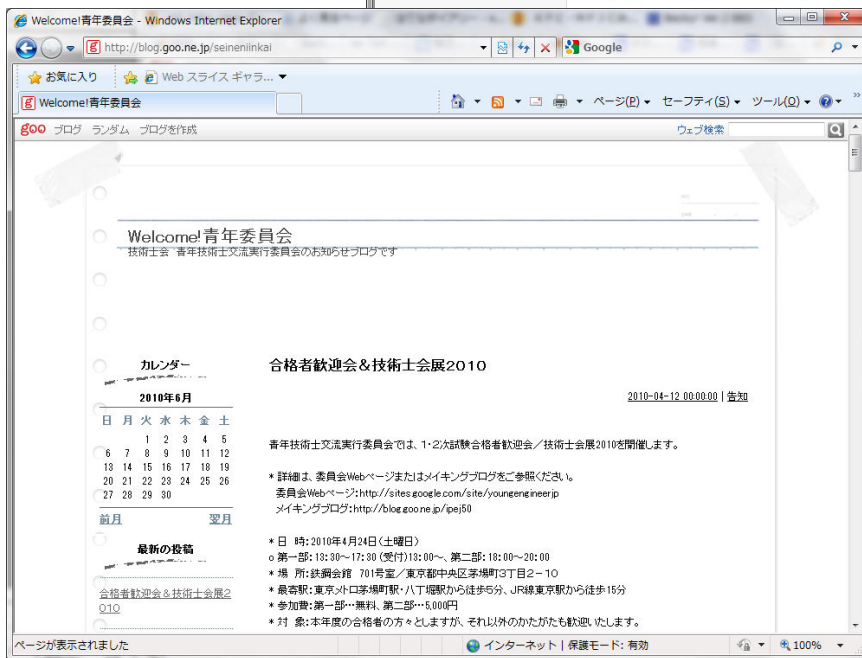 Welcome!青年委員会 - Windows Internet Explorer
http://blog.goo.ne.jp/seineniinkai
Google
お気に入り Web スライス ギャラ...
Welcome!青年委員会
ページ(P) セーフティ(S) ツール(O)
goo ブログ ランダム ブログを作成 ウェブ検索
Welcome!青年委員会
技術士会 青年技術士交流実行委員会のお知らせブログです
カレンダー
2010年6月
日 月 火 水 木 金 土
1 2 3 4 5
6 7 8 9 10 11 12
13 14 15 16 17 18 19
20 21 22 23 24 25 26
27 28 29 30
前月 翌月
最新の投稿
合格者歓迎会&技術士会展2
010
合格者歓迎会&技術士会展2010
2010-04-12 00:00:00 | 告知
青年技術士交流実行委員会では、1・2次試験合格者歓迎会/技術士会展2010を開催します。
* 詳細は、委員会Webページまたはメイキングブログをご参照ください。
委員会Webページ:http://sites.google.com/site/youngengineerjp
メイキングブログ:http://blog.goo.ne.jp/ipej50
* 日 時:2010年4月24日(土曜日)
o 第一部:13:30~17:30 (受付)13:00~、第二部:18:00~20:00
* 場 所:鉄鋼会館 701号室/東京都中央区茅場町3丁目2-10
* 最寄駅:東京メトロ茅場町駅・八丁堀駅から徒歩5分、JR線東京駅から徒歩15分
* 参加費:第一部…無料、第二部…5,000円
* 対 象:本年度の合格者の方々としますが、それ以外のかたがたも歓迎いたします。
ページが表示されました インターネット | 保護モード: 有効 100%